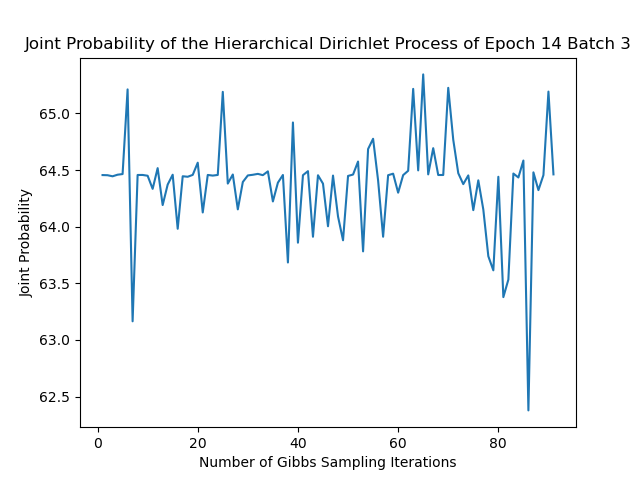 Joint Probability of the Hierarchical Dirichlet Process of Epoch 14 Batch 3
65.0
64.5
64.0
63.5
63.0
62.5
Joint Probability
0 20 40 60 80
Number of Gibbs Sampling Iterations